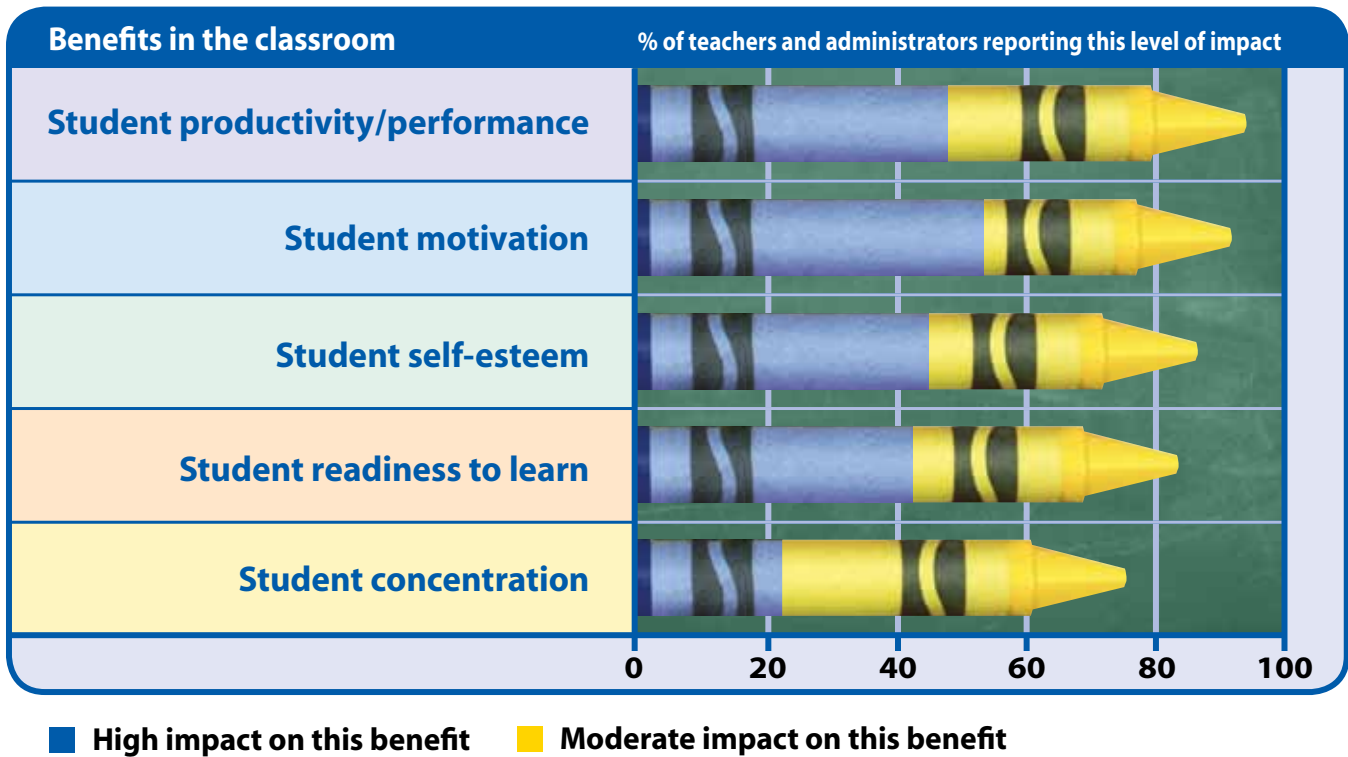 Benefits in the classroom
% of teachers and administrators reporting this level of impact
Student productivity/performance
Student motivation
Student self-esteem
Student readiness to learn
Student concentration
0 20 40 60 80 100
High impact on this benefit
Moderate impact on this benefit